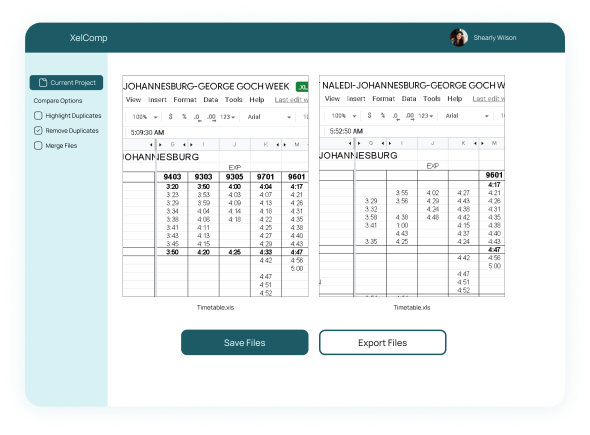 XelComp
Shearly Wilson
Current Project
Compare Options
Highlight Duplicates
Remove Duplicates
Merge Files
JOHANNESBURG-GEORGE GOCH WEEK .XL
View Insert Format Data Tools Help Last edit w
100% $ % .0 .00 123 Arial
5:09:30 AM
G I J K M
JOHANNESBURG
EXP
9403 9303 9305 9701 9601
3:20 3:50 4:00 4:04 4:17
3:23 3:53 4:03 4:07 4:21
3:29 3:59 4:09 4:13 4:26
3:34 4:04 4:14 4:18 4:31
3:38 4:08 4:18 4:22 4:35
3:41 4:11 4:25 4:38
3:43 4:13 4:27 4:40
3:45 4:15 4:29 4:43
3:50 4:20 4:25 4:33 4:47
4:42 4:56
5:00
4:47
4:51
4:52
Timetable.xls
NALEDI-JOHANNESBURG-GEORGE GOCH W
View Insert Format Data Tools Help Last edit w
100% $ % .0 .00 123 Arial
5:52:50 AM
G I J K M
JOHANNESBURG
EXP
9601
4:17
3:55 4:02 4:27 4:21
3:29 3:56 4:29 4:43 4:26
3:32 4:24 4:38 4:31
3:58 4:38 4:48 4:42 4:35
3:41 1:00 4:15 4:38
4:43 4:37 4:40
3:35 4:25 4:24 4:43
4:47
4:42 4:56
5:00
4:47
4:51
4:52
Timetable.xls
Save Files
Export Files